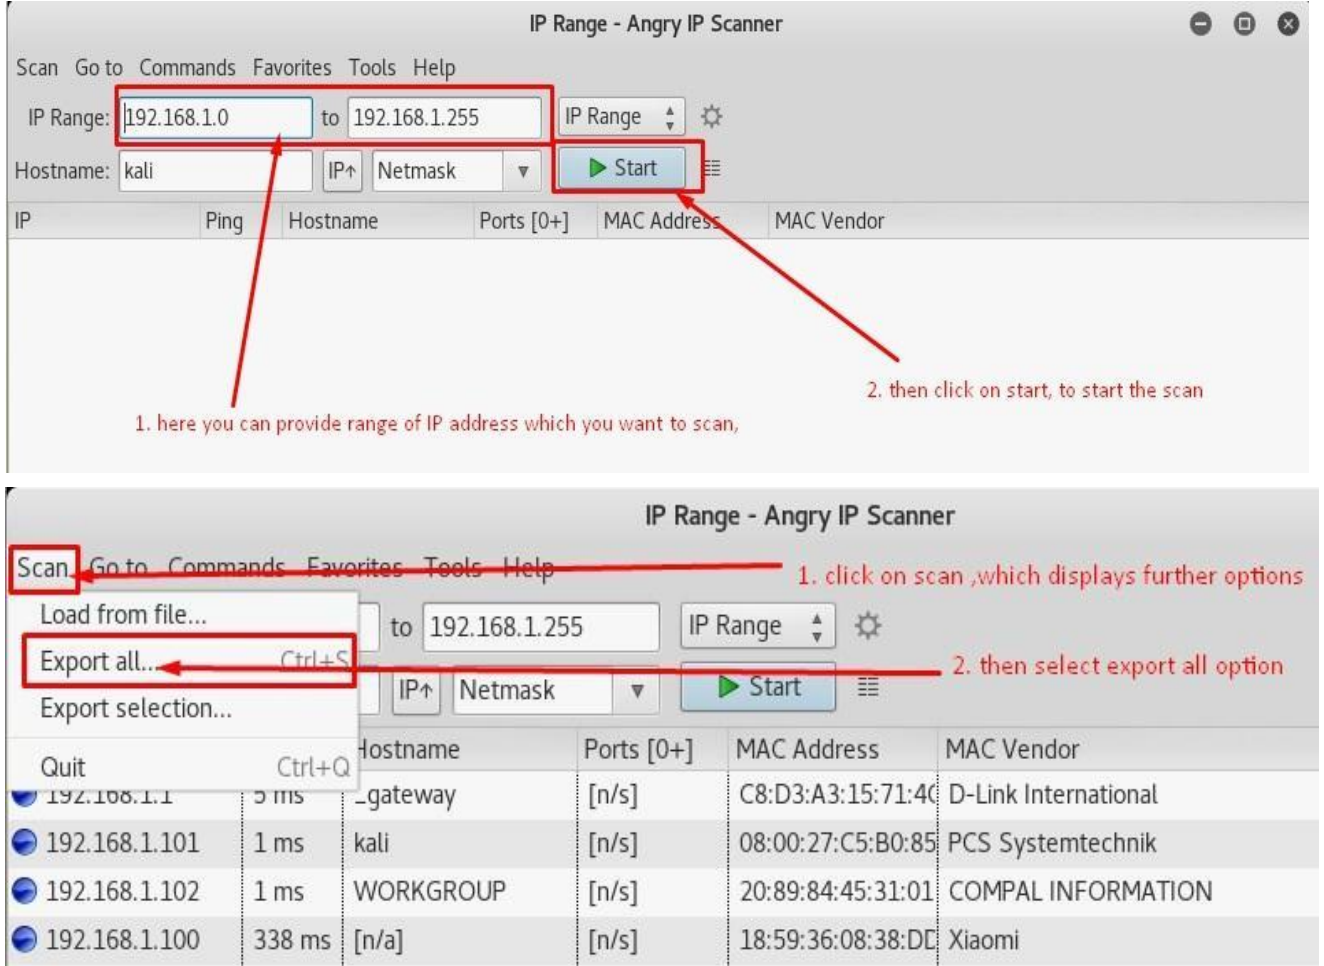 IP Range - Angry IP Scanner
Scan Go to Commands Favorites Tools Help
IP Range: 192.168.1.0 to 192.168.1.255 IP Range
Hostname: kali IP↑ Netmask Start
IP Ping Hostname Ports [0+] MAC Address MAC Vendor
2. then click on start, to start the scan
1. here you can provide range of IP address which you want to scan,
IP Range - Angry IP Scanner
Scan Go to Commands Favorites Tools Help
1. click on scan ,which displays further options
Load from file...
to 192.168.1.255 IP Range
Export all... Ctrl+S
2. then select export all option
IP↑ Netmask Start
Export selection...
Hostname Ports [0+] MAC Address MAC Vendor
Quit Ctrl+Q
192.168.1.1 5 ms _gateway [n/s] C8:D3:A3:15:71:4C D-Link International
192.168.1.101 1 ms kali [n/s] 08:00:27:C5:B0:85 PCS Systemtechnik
192.168.1.102 1 ms WORKGROUP [n/s] 20:89:84:45:31:01 COMPAL INFORMATION
192.168.1.100 338 ms [n/a] [n/s] 18:59:36:08:38:DD Xiaomi